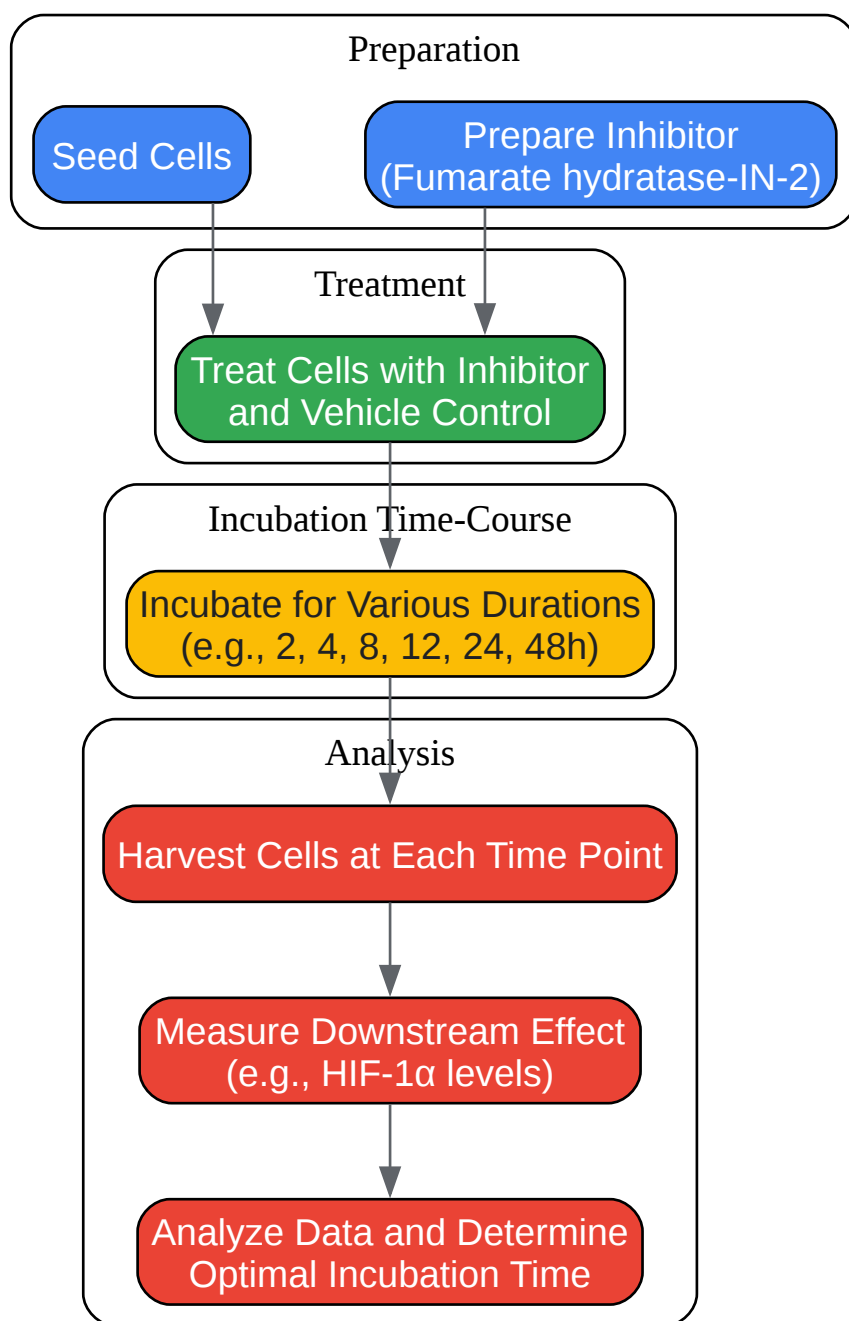 Preparation
Seed Cells
Prepare Inhibitor
(Fumarate hydratase-IN-2)
Treatment
Treat Cells with Inhibitor
and Vehicle Control
Incubation Time-Course
Incubate for Various Durations
(e.g., 2, 4, 8, 12, 24, 48h)
Analysis
Harvest Cells at Each Time Point
Measure Downstream Effect
(e.g., HIF-1α levels)
Analyze Data and Determine
Optimal Incubation Time